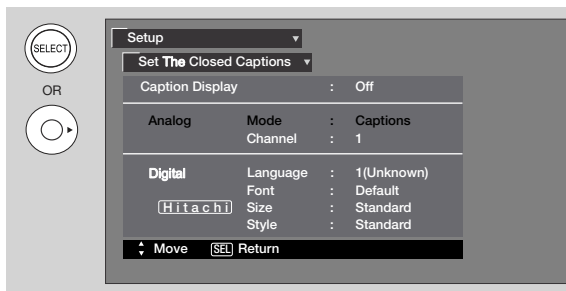 SELECT
OR
Setup
Set The Closed Captions
Caption Display : Off
Analog Mode : Captions
Channel : 1
Digital Language : 1(Unknown)
Font : Default
Hitachi Size : Standard
Style : Standard
Move SEL Return